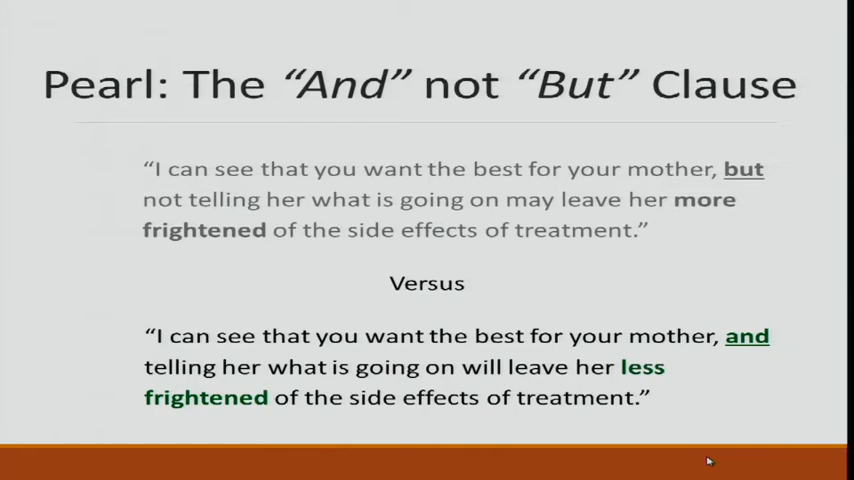 Pearl: The “And” not “But” Clause
“I can see that you want the best for your mother, but
not telling her what is going on may leave her more
frightened of the side effects of treatment.”
Versus
“I can see that you want the best for your mother, and
telling her what is going on will leave her less
frightened of the side effects of treatment.”